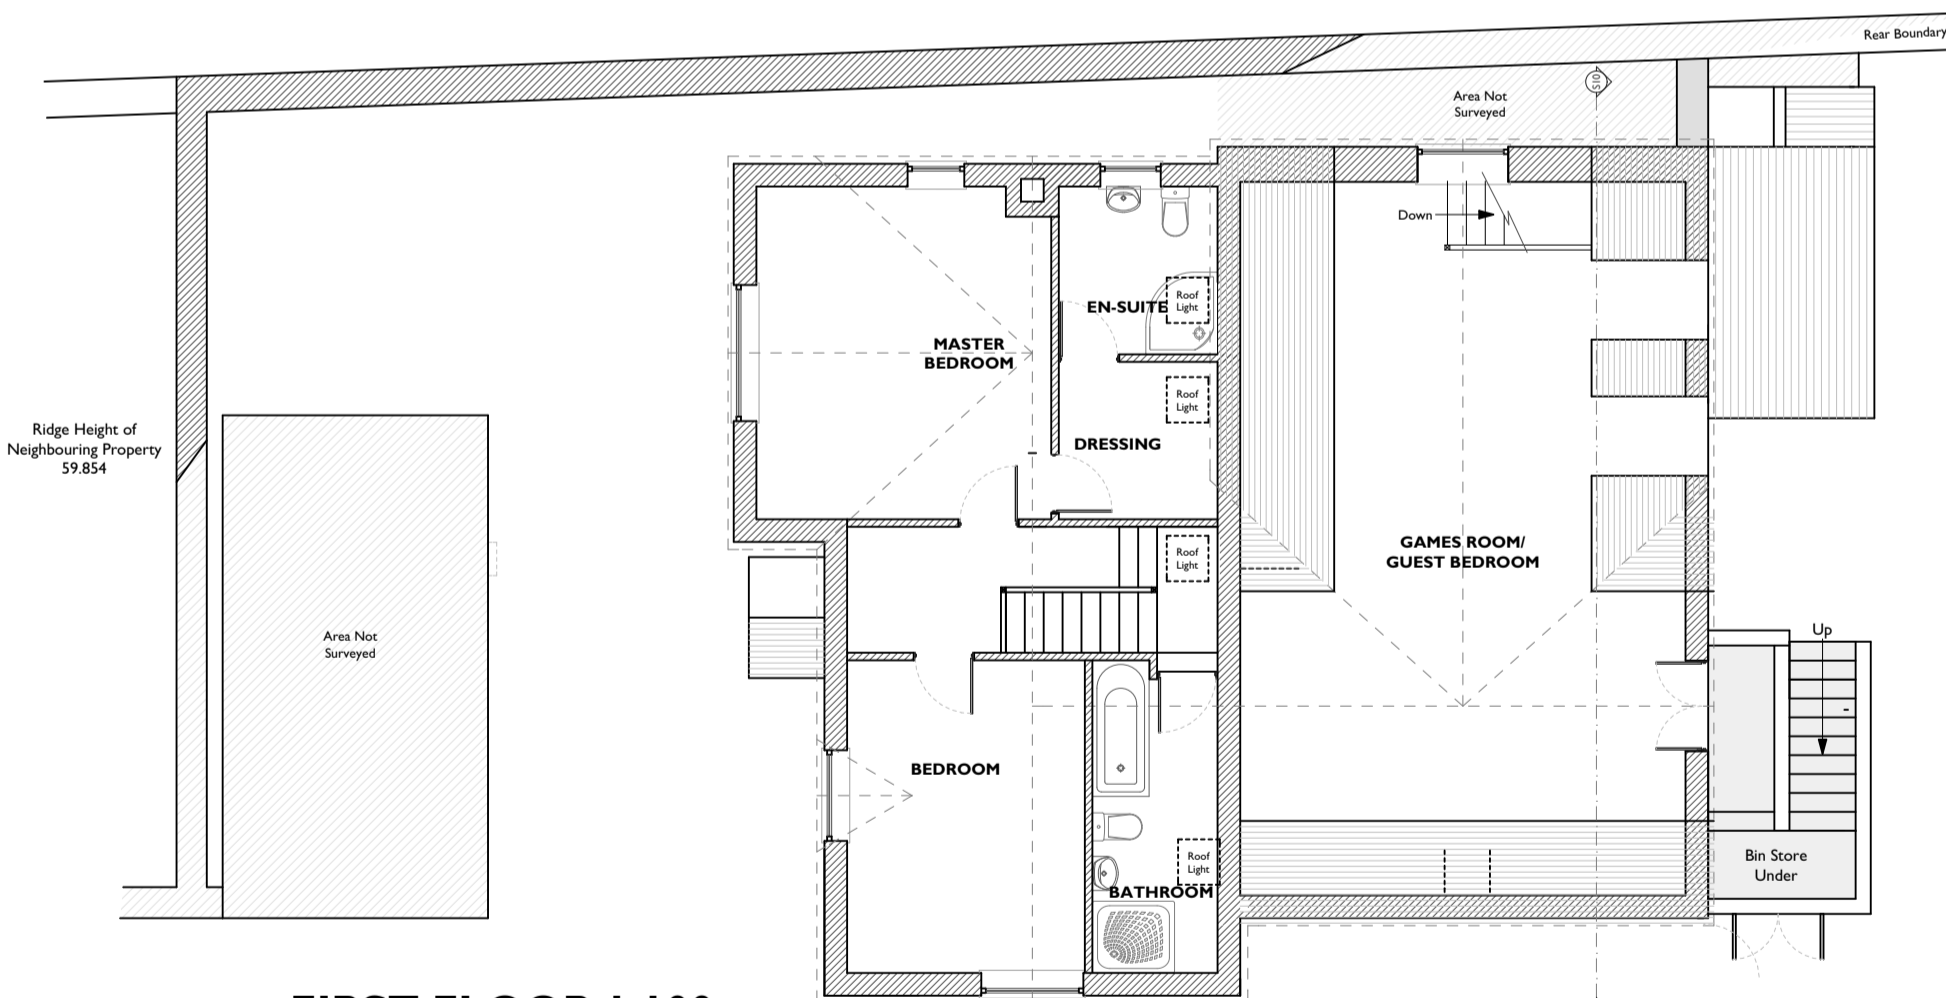 Rear Boundary
S10
Area Not
Surveyed
Down
EN-SUITE
Roof
Light
MASTER
BEDROOM
Roof
Light
DRESSING
Ridge Height of
Neighbouring Property
59.854
GAMES ROOM/
GUEST BEDROOM
Roof
Light
Area Not
Surveyed
Up
BEDROOM
Roof
Light
Bin Store
Under
BATHROOM